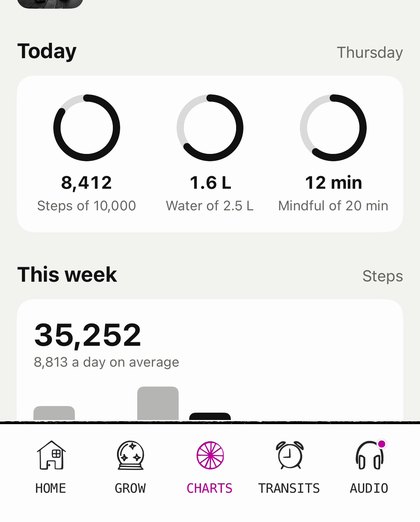 Today Thursday
8,412 1.6 L 12 min
Steps of 10,000 Water of 2.5 L Mindful of 20 min
This week Steps
35,252
8,813 a day on average
HOME GROW CHARTS TRANSITS AUDIO